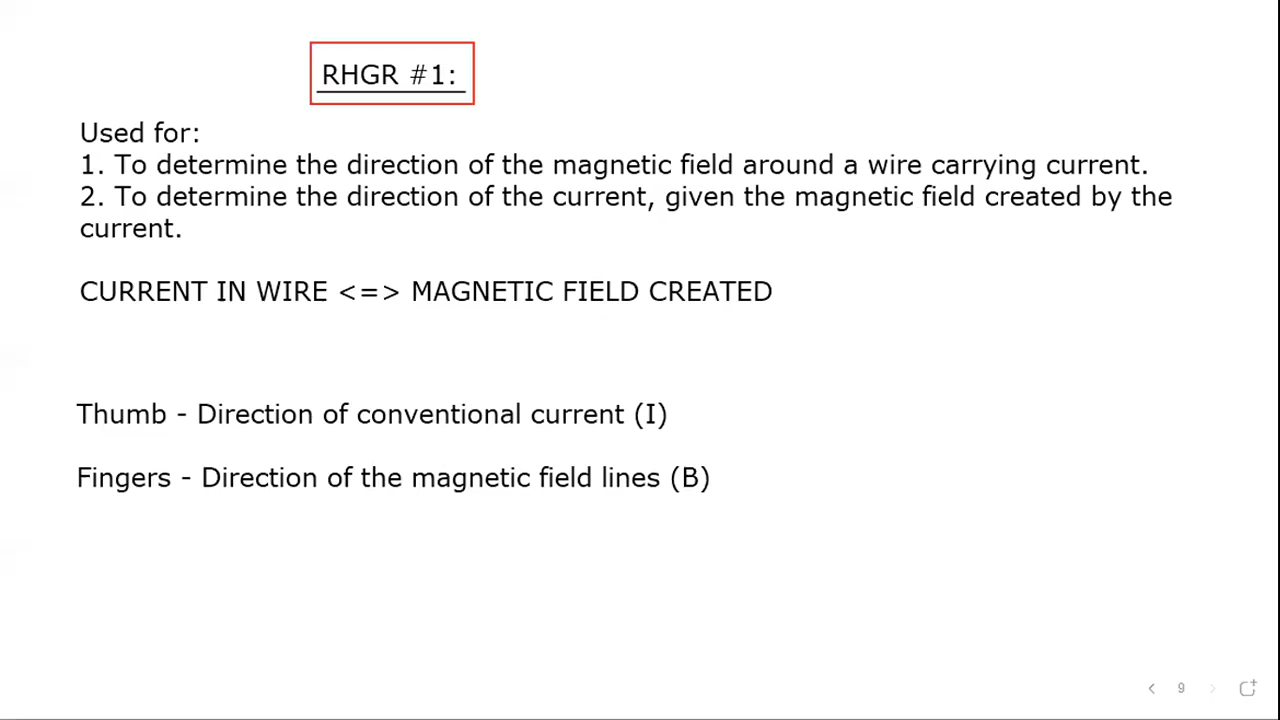 RHGR #1:
Used for:
1. To determine the direction of the magnetic field around a wire carrying current.
2. To determine the direction of the current, given the magnetic field created by the
current.
CURRENT IN WIRE <=> MAGNETIC FIELD CREATED
Thumb - Direction of conventional current (I)
Fingers - Direction of the magnetic field lines (B)
9